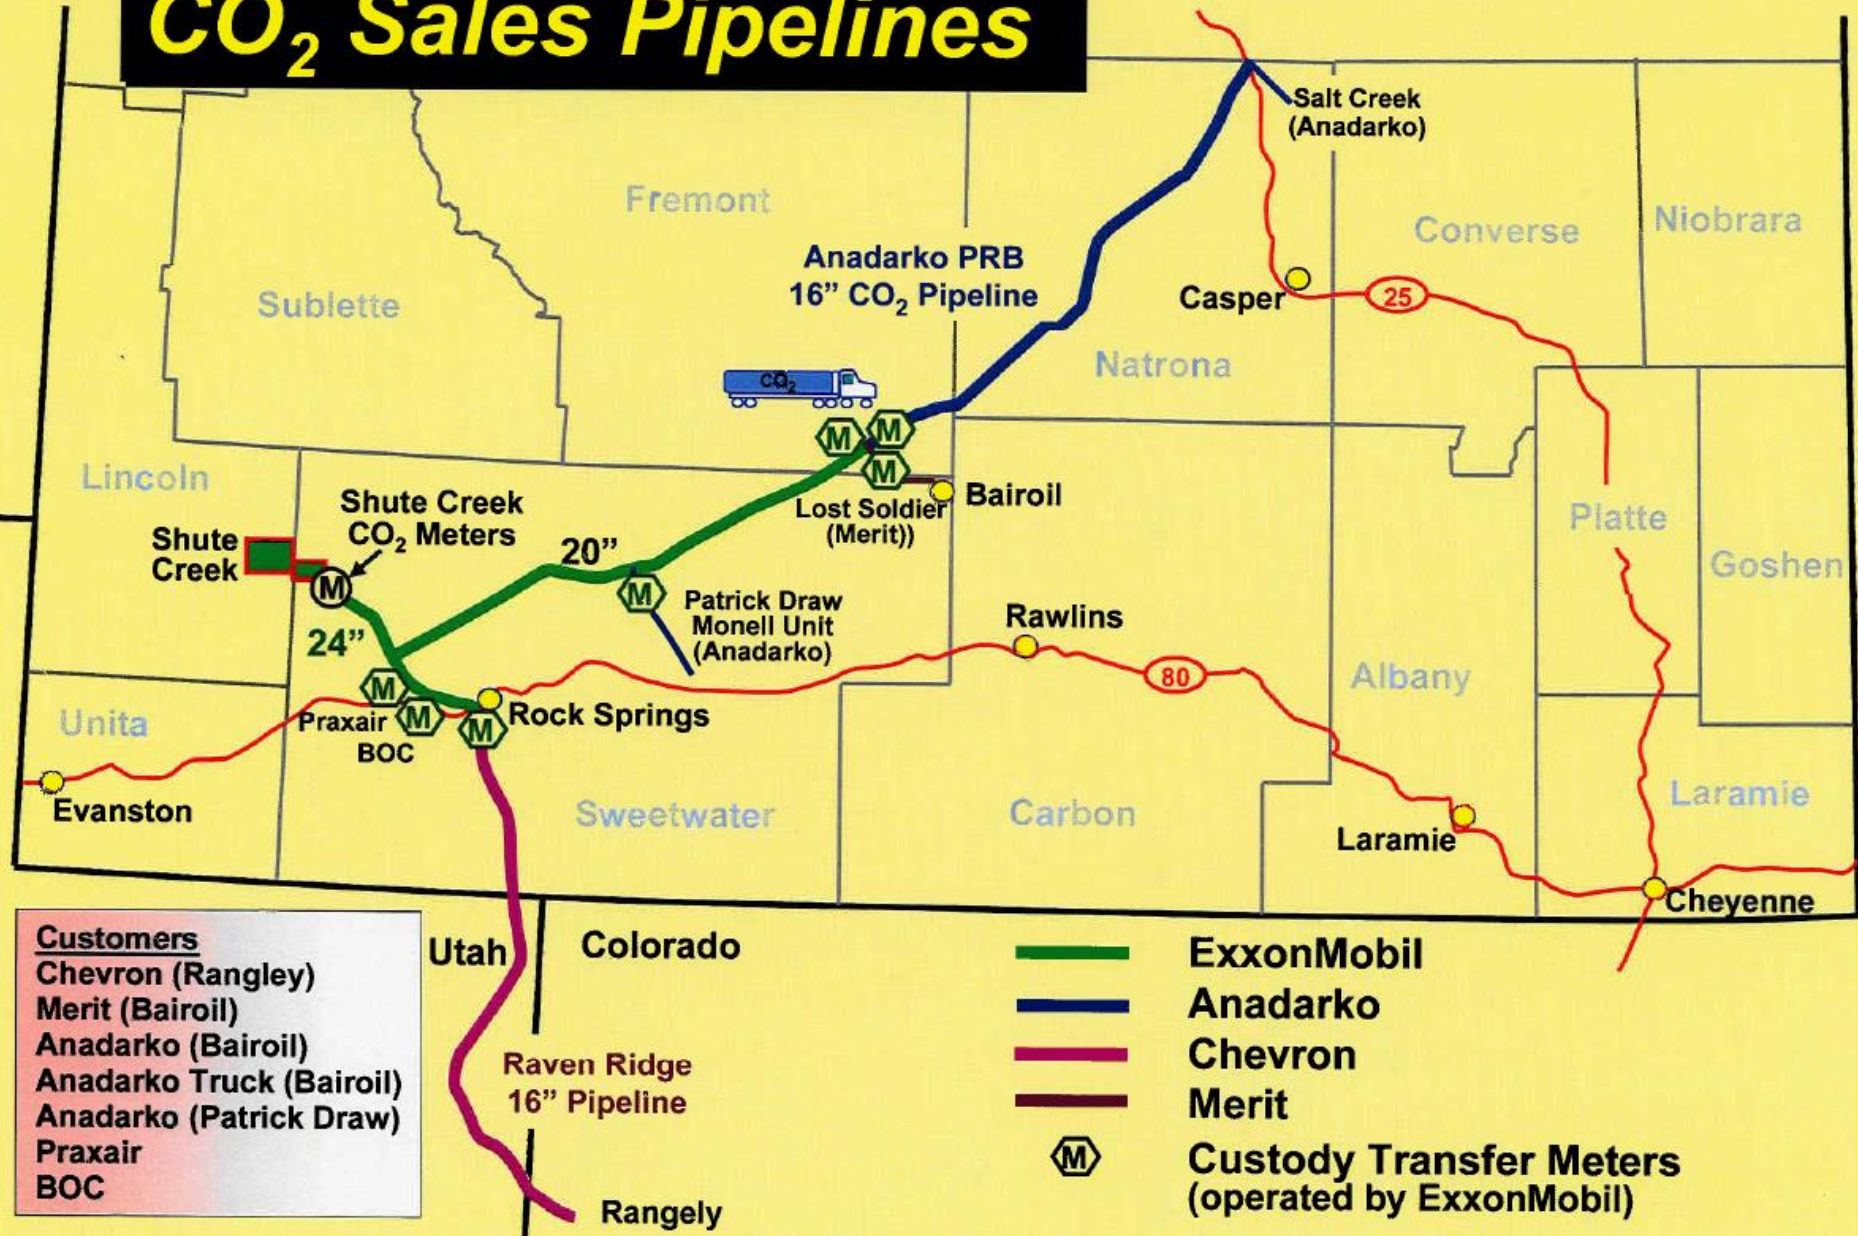 CO₂ Sales Pipelines
Salt Creek
(Anadarko)
Fremont
Converse
Niobrara
Sublette
Anadarko PRB
16” CO₂ Pipeline
Casper
25
Natrona
CO₂
M
M
M
Lincoln
Shute Creek
CO₂ Meters
Bairoil
Lost Soldier
(Merit))
Platte
Goshen
Shute
Creek
M
20”
M
Patrick Draw
Monell Unit
(Anadarko)
Rawlins
24”
80
Albany
M
Unita
Praxair
M
BOC
M
Rock Springs
Evanston
Sweetwater
Carbon
Laramie
Laramie
Cheyenne
Customers
Chevron (Rangley)
Merit (Bairoil)
Anadarko (Bairoil)
Anadarko Truck (Bairoil)
Anadarko (Patrick Draw)
Praxair
BOC
Utah
Colorado
Raven Ridge
16” Pipeline
Rangely
ExxonMobil
Anadarko
Chevron
Merit
M
Custody Transfer Meters
(operated by ExxonMobil)